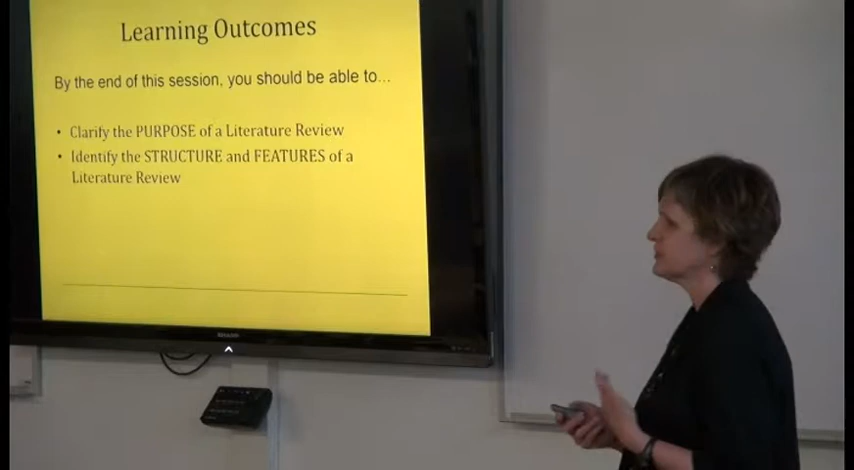 Learning Outcomes
By the end of this session, you should be able to...
• Clarify the PURPOSE of a Literature Review
• Identify the STRUCTURE and FEATURES of a
Literature Review
SHARP